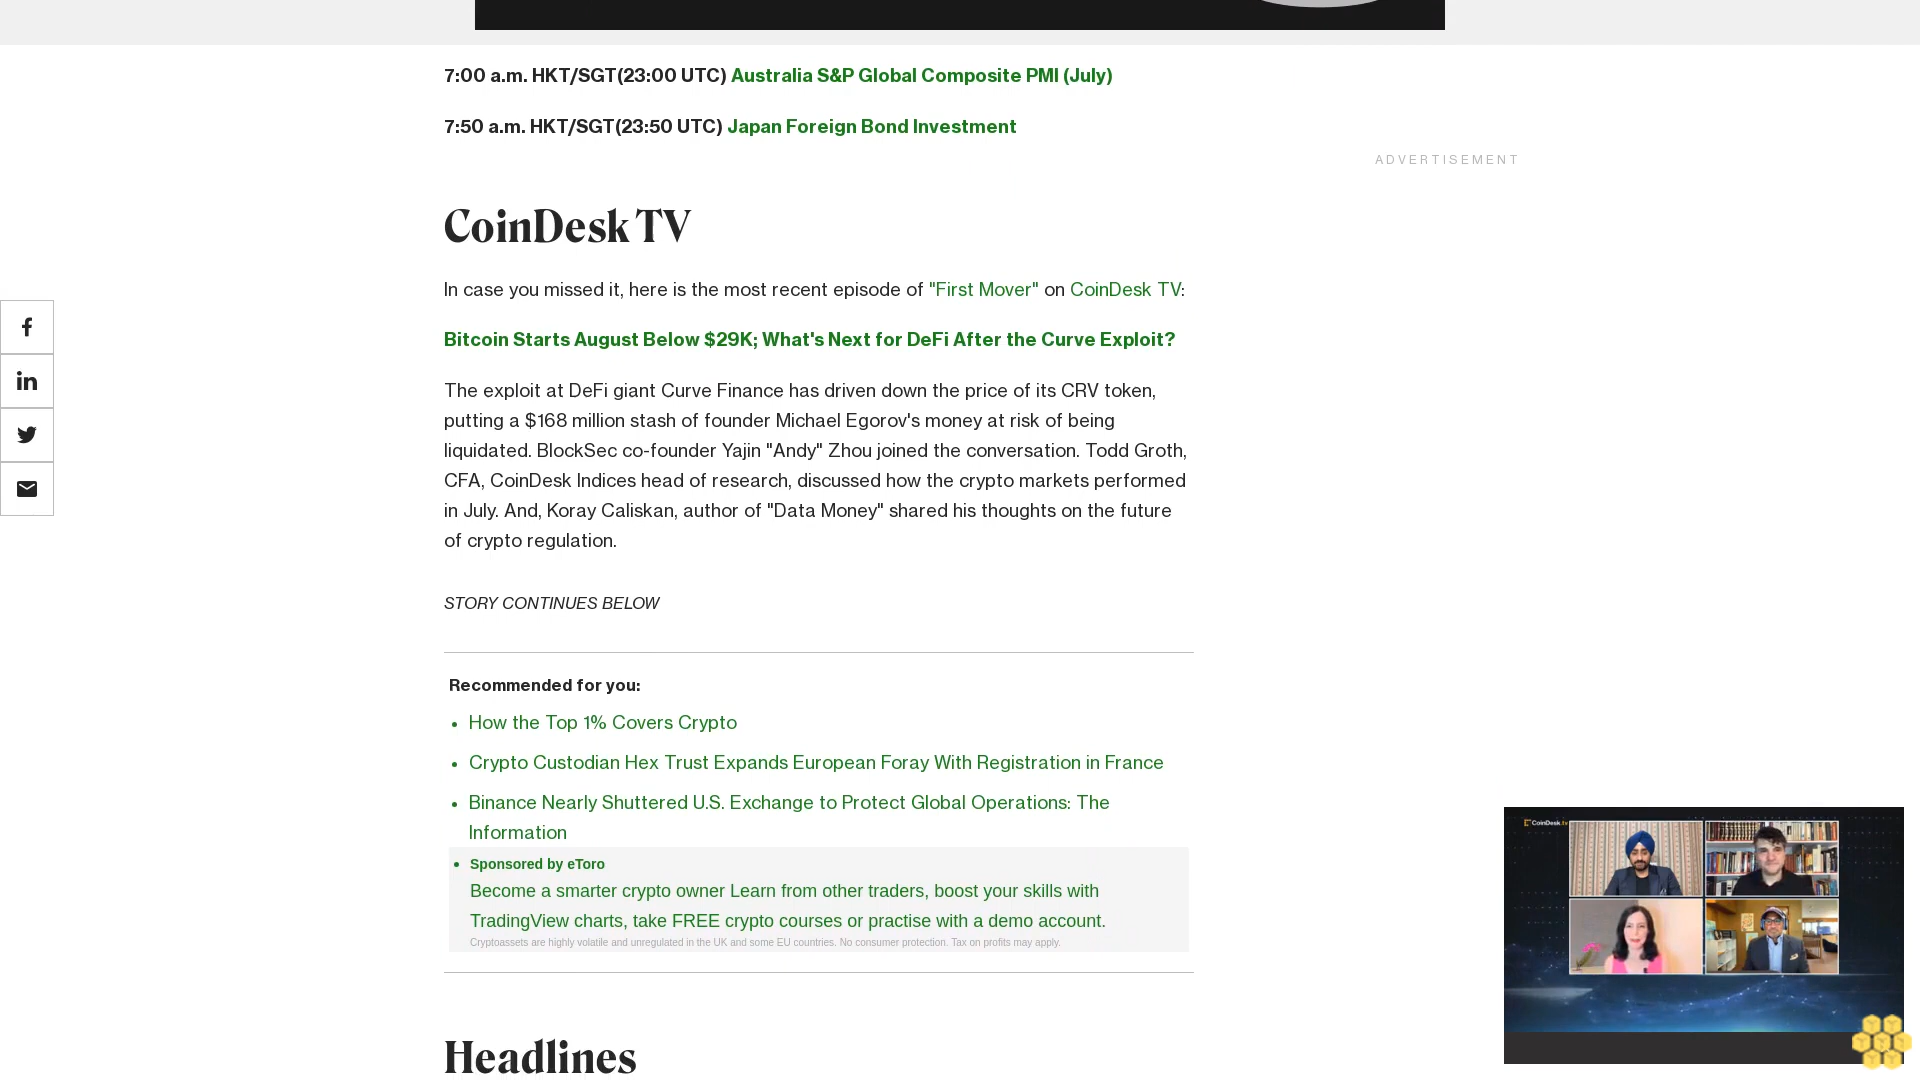 7:00 a.m. HKT/SGT(23:00 UTC) Australia S&P Global Composite PMI (July)
7:50 a.m. HKT/SGT(23:50 UTC) Japan Foreign Bond Investment
ADVERTISEMENT
CoinDesk TV
In case you missed it, here is the most recent episode of "First Mover" on CoinDesk TV:
Bitcoin Starts August Below $29K; What's Next for DeFi After the Curve Exploit?
The exploit at DeFi giant Curve Finance has driven down the price of its CRV token,
putting a $168 million stash of founder Michael Egorov's money at risk of being
liquidated. BlockSec co-founder Yajin "Andy" Zhou joined the conversation. Todd Groth,
CFA, CoinDesk Indices head of research, discussed how the crypto markets performed
in July. And, Koray Caliskan, author of "Data Money" shared his thoughts on the future
of crypto regulation.
STORY CONTINUES BELOW
Recommended for you:
• How the Top 1% Covers Crypto
• Crypto Custodian Hex Trust Expands European Foray With Registration in France
• Binance Nearly Shuttered U.S. Exchange to Protect Global Operations: The
Information
• Sponsored by eToro
Become a smarter crypto owner Learn from other traders, boost your skills with
TradingView charts, take FREE crypto courses or practise with a demo account.
Cryptoassets are highly volatile and unregulated in the UK and some EU countries. No consumer protection. Tax on profits may apply.
CoinDesk.tv
Headlines